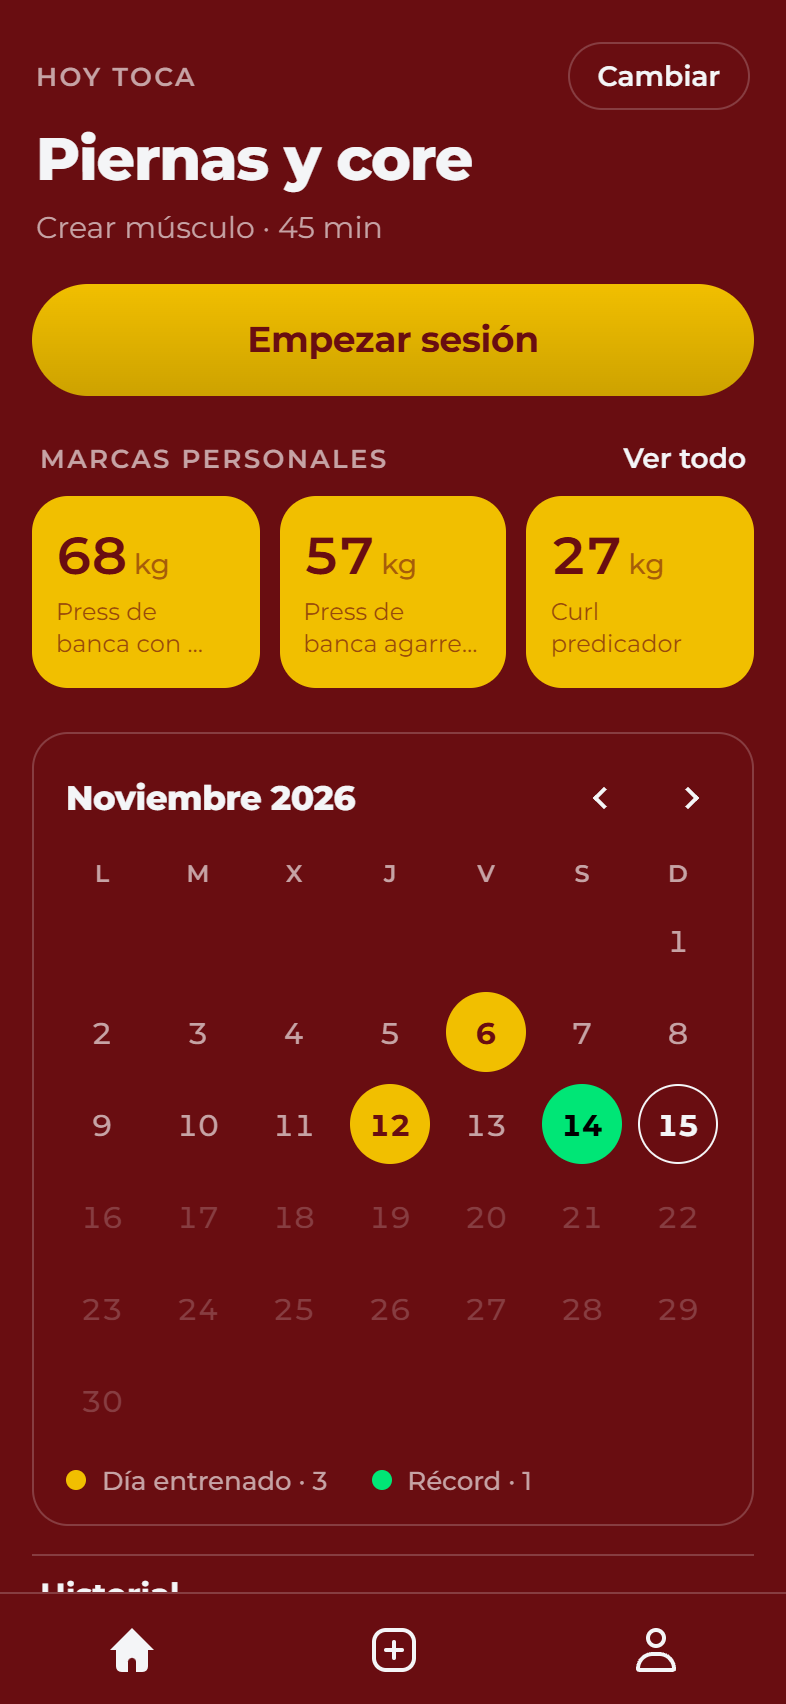 HOY TOCA
Cambiar
Piernas y core
Crear músculo · 45 min
Empezar sesión
MARCAS PERSONALES
Ver todo
68 kg
Press de
banca con ...
57 kg
Press de
banca agarre...
27 kg
Curl
predicador
Noviembre 2026
L M X J V S D
1
2 3 4 5 6 7 8
9 10 11 12 13 14 15
16 17 18 19 20 21 22
23 24 25 26 27 28 29
30
Día entrenado · 3
Récord · 1
Historial